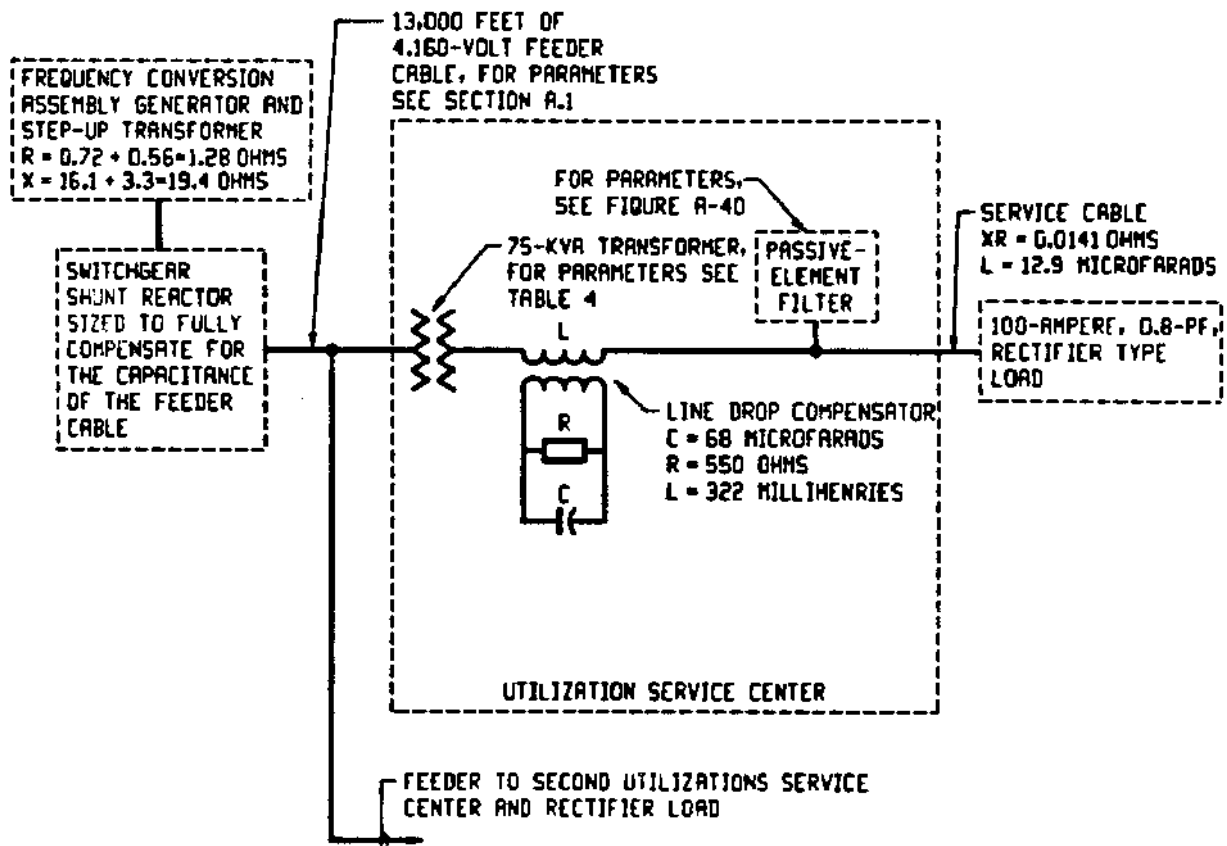 13,000 FEET OF
4,160-VOLT FEEDER
CABLE, FOR PARAMETERS
SEE SECTION A.1
FREQUENCY CONVERSION
ASSEMBLY GENERATOR AND
STEP-UP TRANSFORMER
R = 0.72 + 0.56=1.28 OHMS
X = 16.1 + 3.3=19.4 OHMS
SWITCHGEAR
SHUNT REACTOR
SIZED TO FULLY
COMPENSATE FOR
THE CAPACITANCE
OF THE FEEDER
CABLE
FOR PARAMETERS,
SEE FIQURE A-40
75-KVA TRANSFORMER,
FOR PARAMETERS SEE
TABLE 4
PASSIVE-
ELEMENT
FILTER
SERVICE CABLE
XR = 0.0141 OHMS
L = 12.9 MICROFARADS
100-AMPERE, 0.8-PF,
RECTIFIER TYPE
LOAD
L
R
C
LINE DROP COMPENSATOR
C = 68 MICROFARADS
R = 550 OHMS
L = 322 MILLIHENRIES
UTILIZATION SERVICE CENTER
FEEDER TO SECOND UTILIZATIONS SERVICE
CENTER AND RECTIFIER LOAD